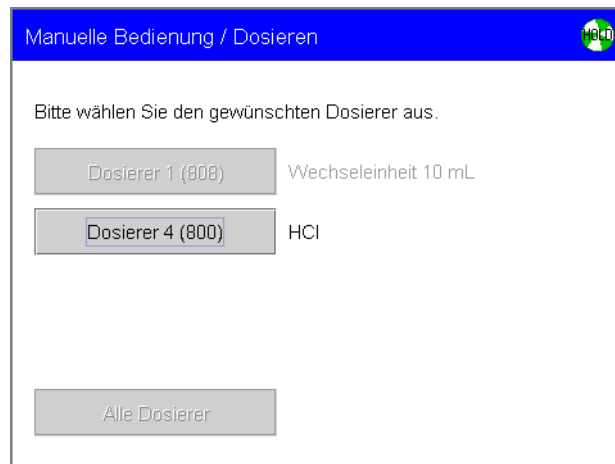 Manuelle Bedienung / Dosieren HOLD
Bitte wählen Sie den gewünschten Dosierer aus.
Dosierer 1 (808) Wechseleinheit 10 mL
Dosierer 4 (800) HCl
Alle Dosierer